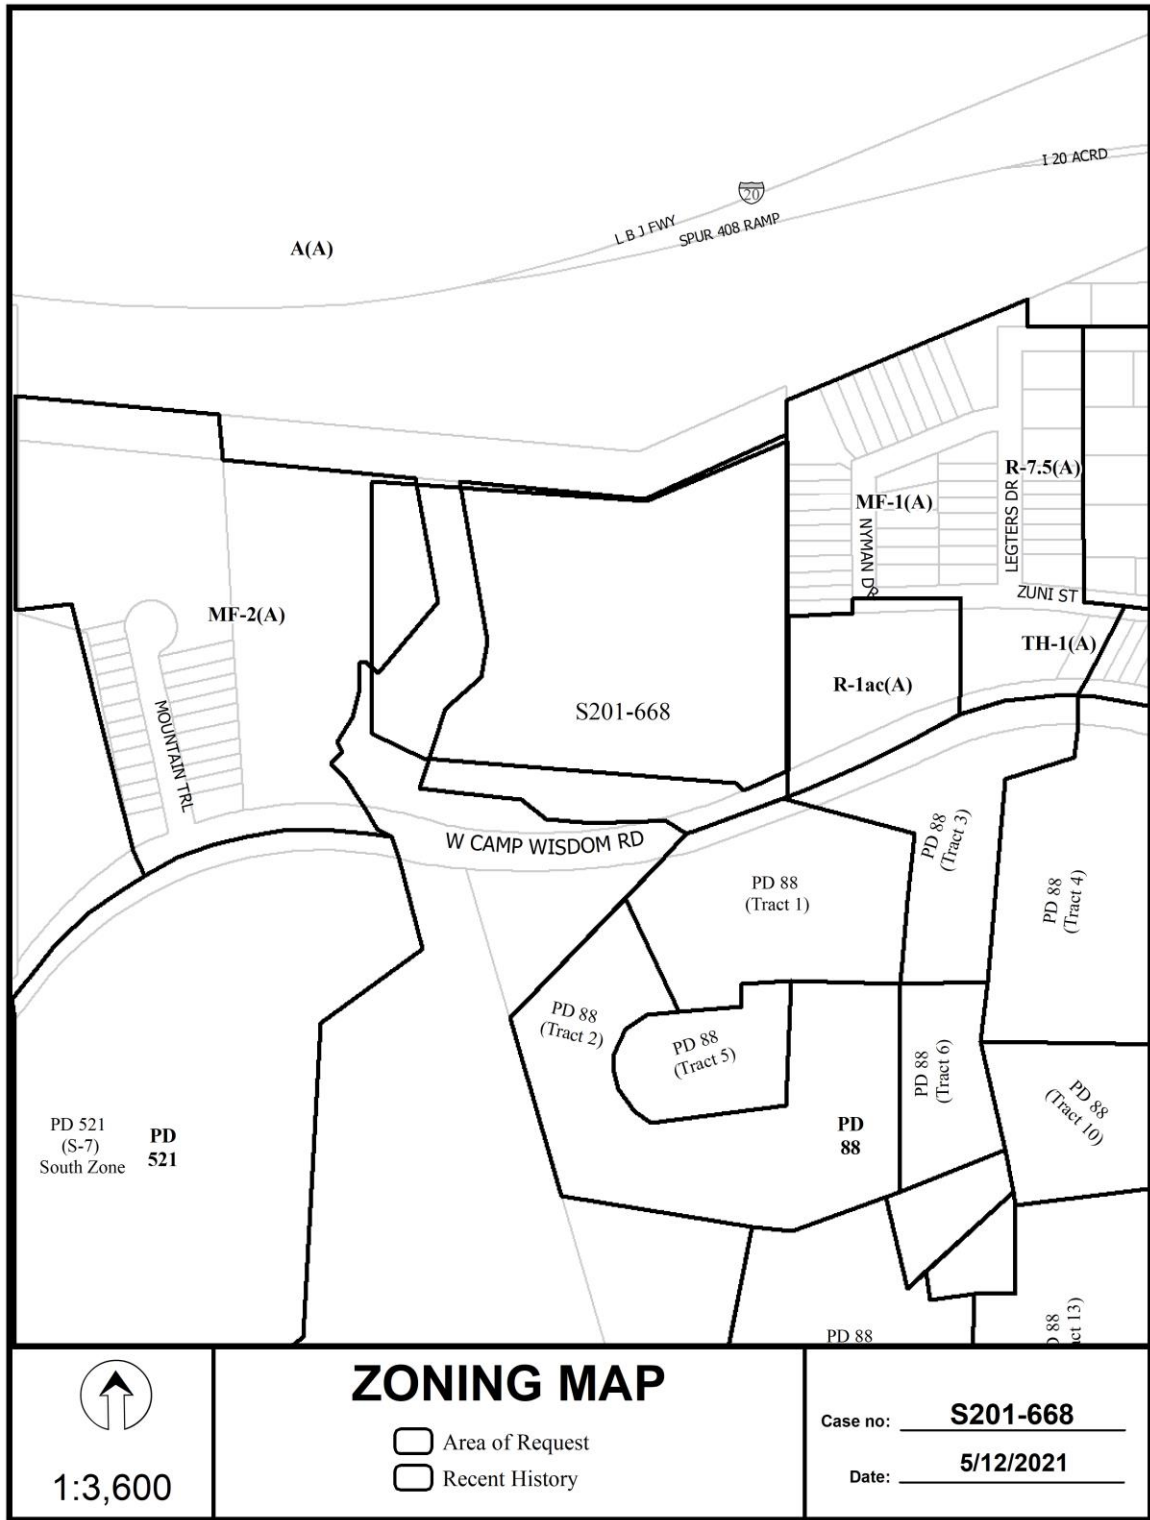 I 20 ACRD
20
L B J FWY
SPUR 408 RAMP
A(A)
R-7.5(A)
MF-1(A)
LEGTERS DR
NYMAN DR
ZUNI ST
MF-2(A)
TH-1(A)
R-1ac(A)
S201-668
MOUNTAIN TRL
W CAMP WISDOM RD
PD 88
(Tract 3)
PD 88
(Tract 1)
PD 88
(Tract 4)
PD 88
(Tract 2)
PD 88
(Tract 5)
PD 88
(Tract 6)
PD 88
(Tract 10)
PD 521
(S-7)
South Zone
PD
521
PD
88
PD 88
88
ct 13)
1:3,600
ZONING MAP
Area of Request
Recent History
Case no: S201-668
Date: 5/12/2021